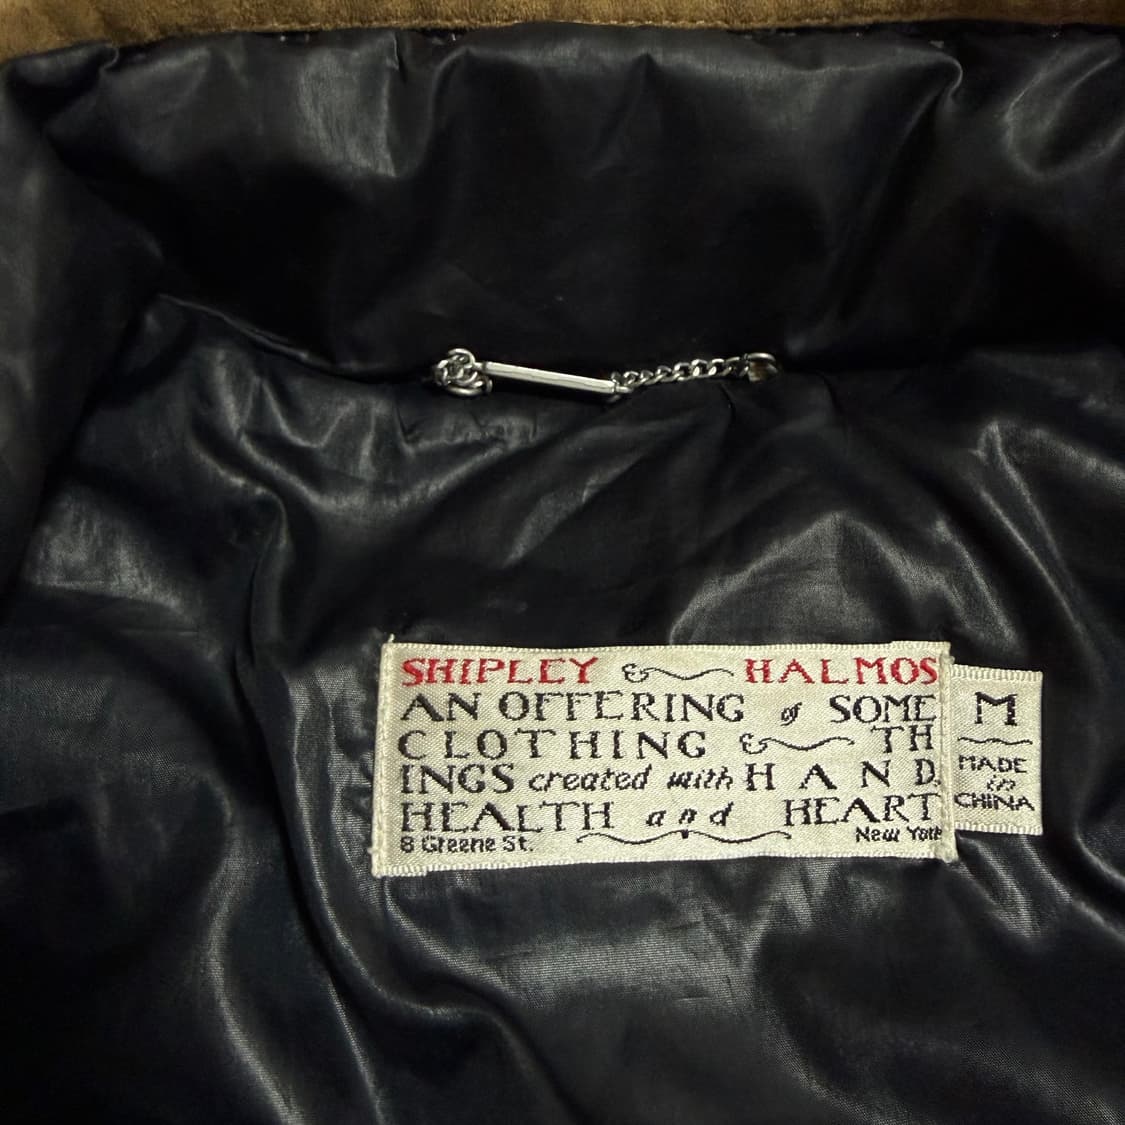 SHIPLEY & HALMOS
AN OFFERING of SOME
CLOTHING & TH
INGS created with HAND.
HEALTH and HEART
8 Greene St. New York
M
MADE
in
CHINA